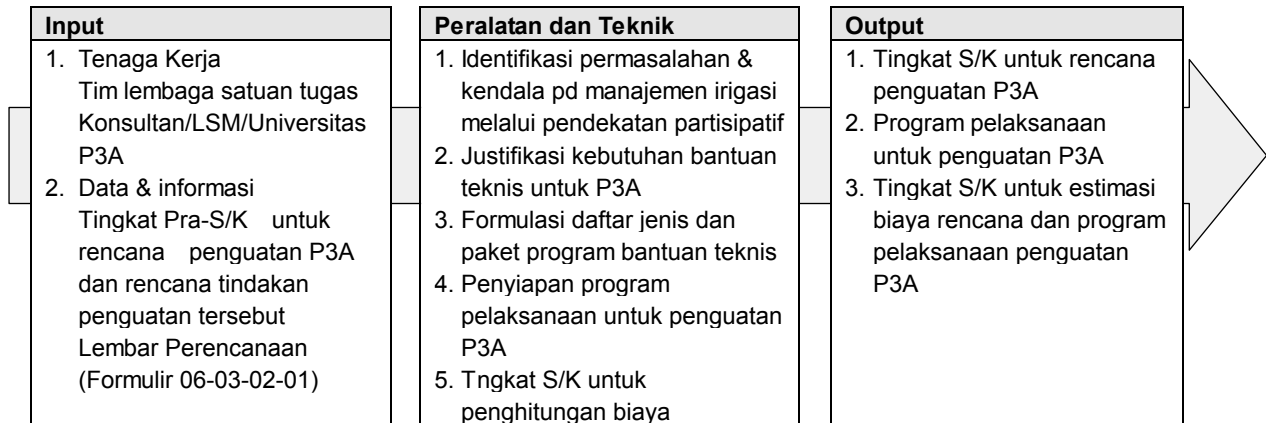 Input
1. Tenaga Kerja
Tim lembaga satuan tugas
Konsultan/LSM/Universitas
P3A
2. Data & informasi
Tingkat Pra-S/K untuk
rencana penguatan P3A
dan rencana tindakan
penguatan tersebut
Lembar Perencanaan
(Formulir 06-03-02-01)
Peralatan dan Teknik
1. Identifikasi permasalahan &
kendala pd manajemen irigasi
melalui pendekatan partisipatif
2. Justifikasi kebutuhan bantuan
teknis untuk P3A
3. Formulasi daftar jenis dan
paket program bantuan teknis
4. Penyiapan program
pelaksanaan untuk penguatan
P3A
5. Tngkat S/K untuk
penghitungan biaya
Output
1. Tingkat S/K untuk rencana
penguatan P3A
2. Program pelaksanaan
untuk penguatan P3A
3. Tingkat S/K untuk estimasi
biaya rencana dan program
pelaksanaan penguatan
P3A